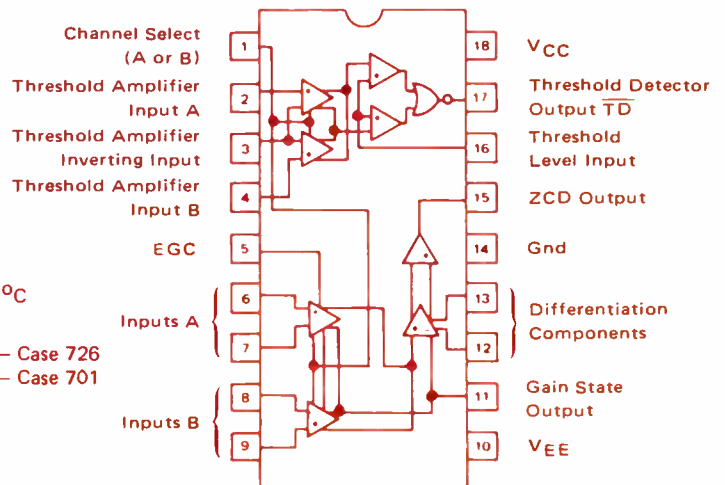 Channel Select
(A or B)
1
Threshold Amplifier
Input A
2
Threshold Amplifier
Inverting Input
3
Threshold Amplifier
Input B
4
EGC
5
Inputs A
6
7
Inputs B
8
9
°C
– Case 726
– Case 701
18
VCC
17
Threshold Detector
Output T̅D̅
16
Threshold
Level Input
15
ZCD Output
14
Gnd
13
12
Differentiation
Components
11
Gain State
Output
10
VEE